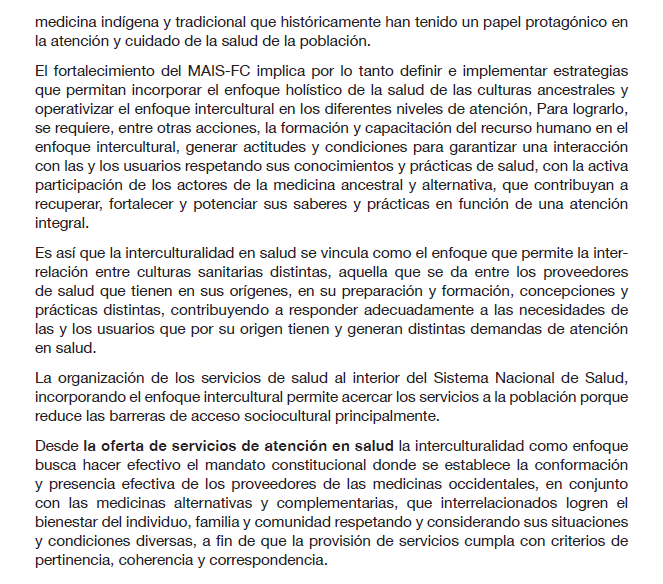 medicina indígena y tradicional que históricamente han tenido un papel protagónico en
la atención y cuidado de la salud de la población.
El fortalecimiento del MAIS-FC implica por lo tanto definir e implementar estrategias
que permitan incorporar el enfoque holístico de la salud de las culturas ancestrales y
operativizar el enfoque intercultural en los diferentes niveles de atención, Para lograrlo,
se requiere, entre otras acciones, la formación y capacitación del recurso humano en el
enfoque intercultural, generar actitudes y condiciones para garantizar una interacción
con las y los usuarios respetando sus conocimientos y prácticas de salud, con la activa
participación de los actores de la medicina ancestral y alternativa, que contribuyan a
recuperar, fortalecer y potenciar sus saberes y prácticas en función de una atención
integral.
Es así que la interculturalidad en salud se vincula como el enfoque que permite la inter-
relación entre culturas sanitarias distintas, aquella que se da entre los proveedores
de salud que tienen en sus orígenes, en su preparación y formación, concepciones y
prácticas distintas, contribuyendo a responder adecuadamente a las necesidades de
las y los usuarios que por su origen tienen y generan distintas demandas de atención
en salud.
La organización de los servicios de salud al interior del Sistema Nacional de Salud,
incorporando el enfoque intercultural permite acercar los servicios a la población porque
reduce las barreras de acceso sociocultural principalmente.
Desde la oferta de servicios de atención en salud la interculturalidad como enfoque
busca hacer efectivo el mandato constitucional donde se establece la conformación
y presencia efectiva de los proveedores de las medicinas occidentales, en conjunto
con las medicinas alternativas y complementarias, que interrelacionados logren el
bienestar del individuo, familia y comunidad respetando y considerando sus situaciones
y condiciones diversas, a fin de que la provisión de servicios cumpla con criterios de
pertinencia, coherencia y correspondencia.